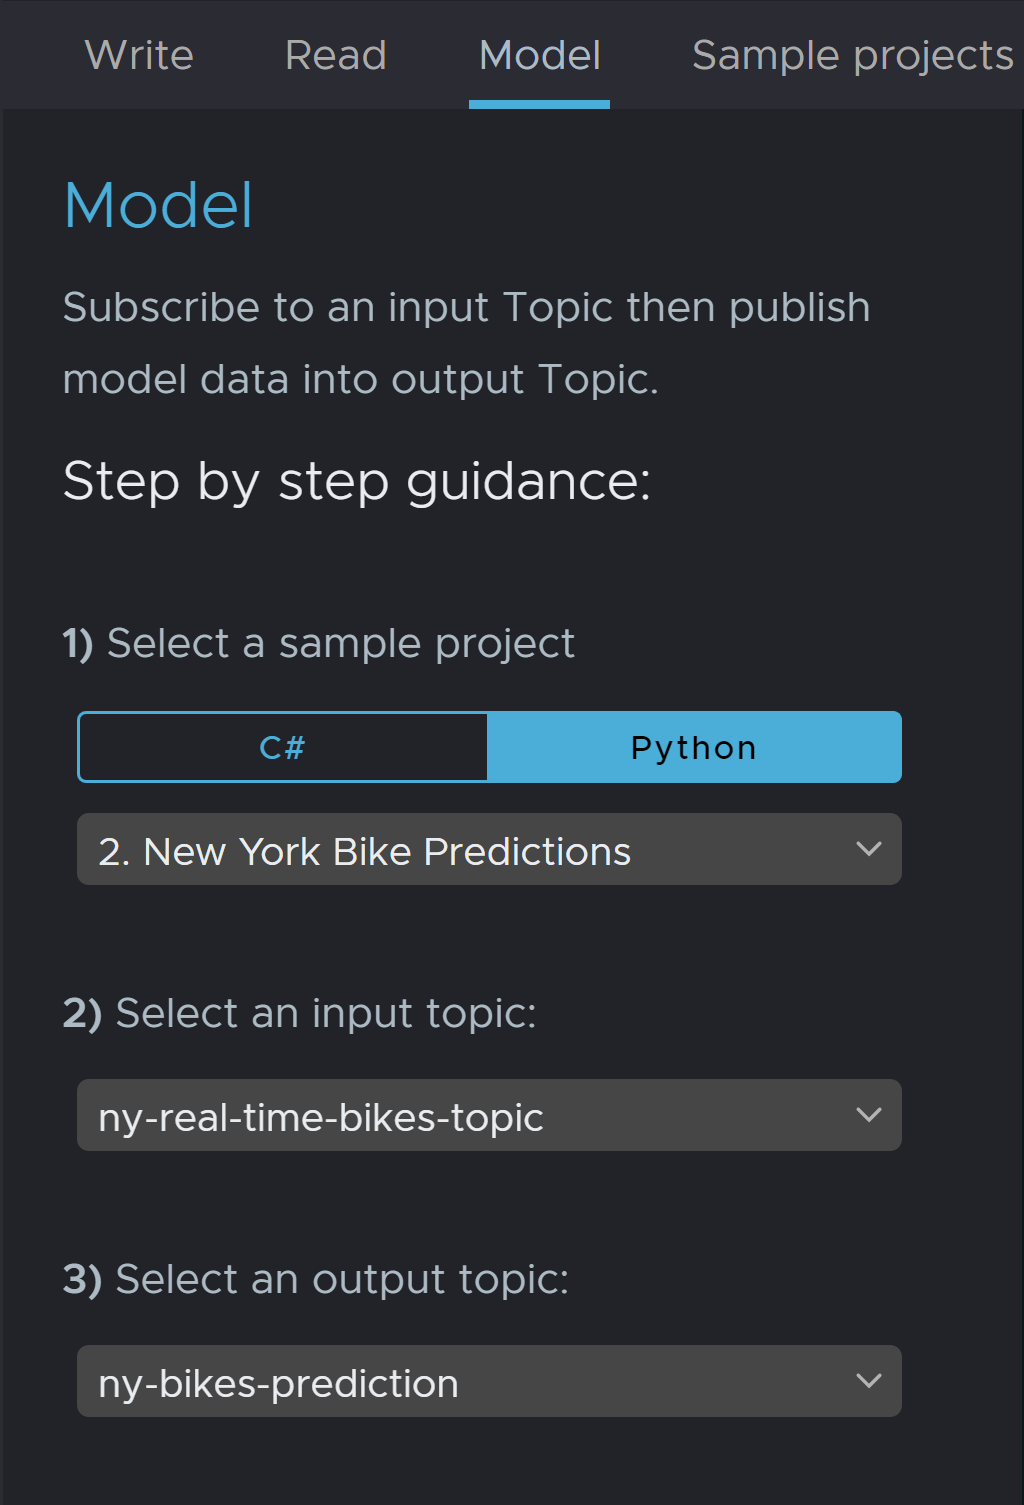 Write Read Model Sample projects
Model
Subscribe to an input Topic then publish
model data into output Topic.
Step by step guidance:
1) Select a sample project
C# Python
2. New York Bike Predictions
2) Select an input topic:
ny-real-time-bikes-topic
3) Select an output topic:
ny-bikes-prediction